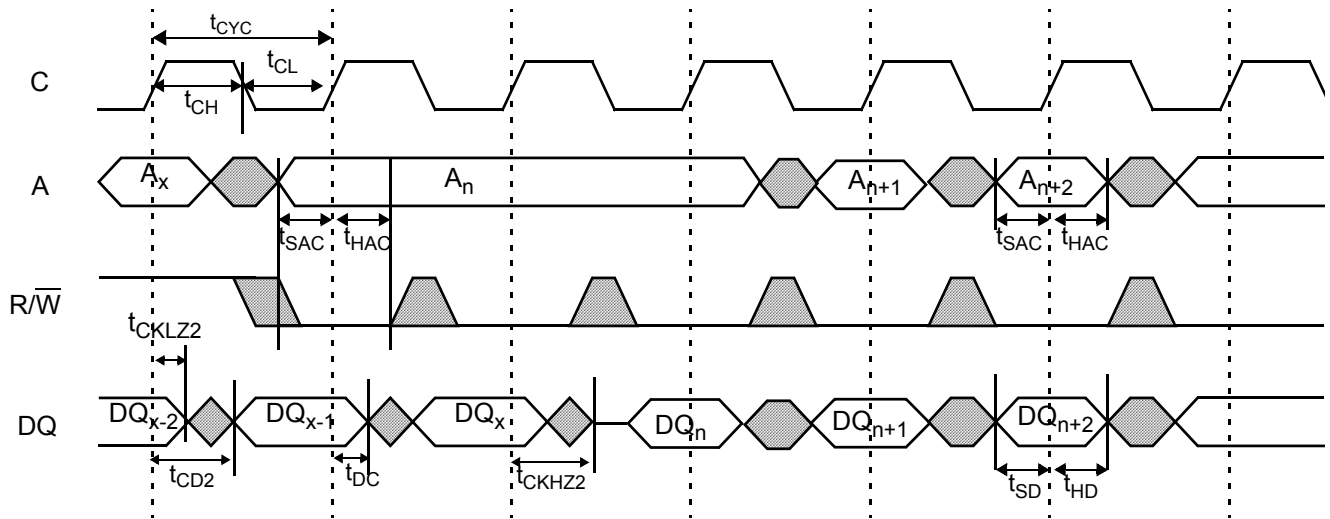 tCYC
tCL
C
tCH
A
Ax
An
An+1
An+2
tSAC
tHAC
tSAC
tHAC
R/W̅
tCKLZ2
DQ
DQx-2
DQx-1
DQx
DQn
DQn+1
DQn+2
tCD2
tDC
tCKHZ2
tSD
tHD